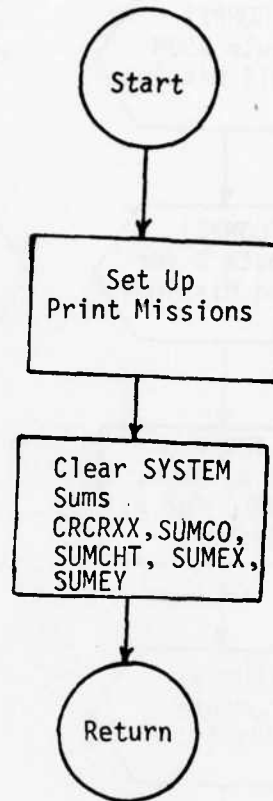 Start
Set Up
Print Missions
Clear SYSTEM
Sums
CRCRXX, SUMCO,
SUMCHT, SUMEX,
SUMEY
Return